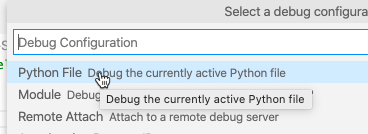 Select a debug configura
Debug Configuration
Python File Debug the currently active Python file
Module Debug
Debug the currently active Python file
Remote Attach Attach to a remote debug server